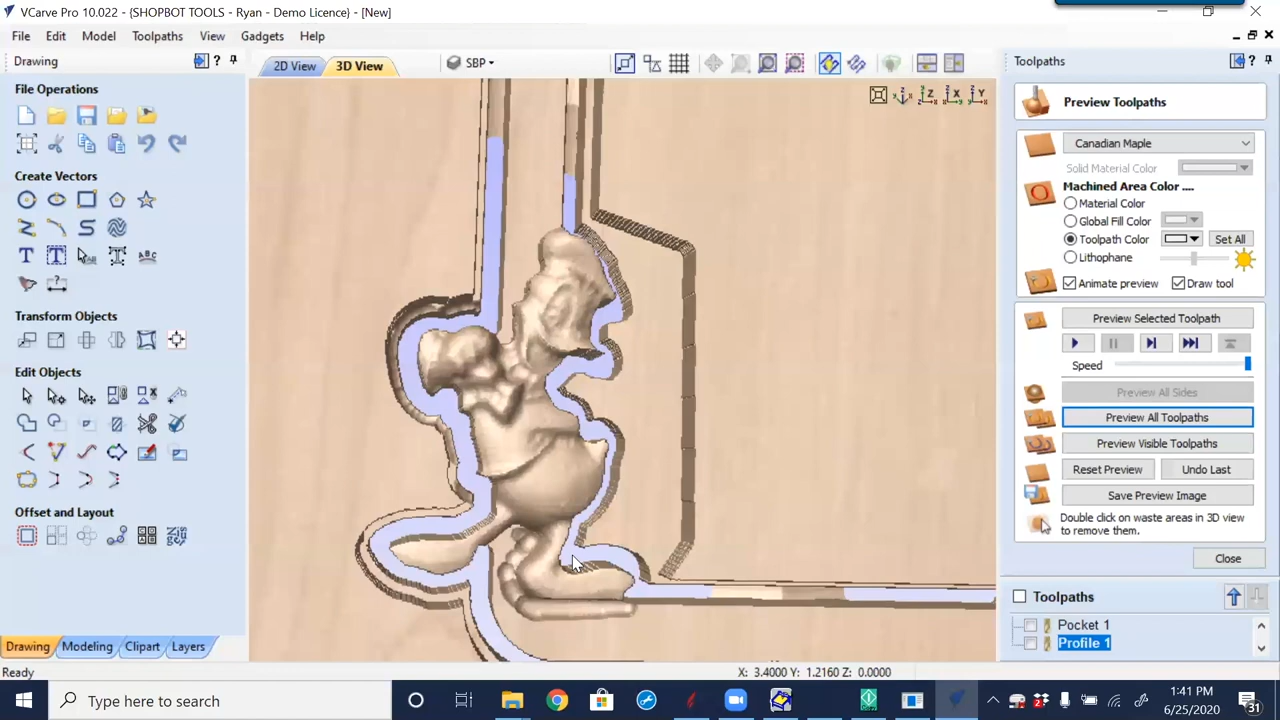 VCarve Pro 10.022 - {SHOPBOT TOOLS - Ryan - Demo Licence} - [New]
File Edit Model Toolpaths View Gadgets Help
Drawing
File Operations
Create Vectors
Transform Objects
Edit Objects
Offset and Layout
Drawing Modeling Clipart Layers
Ready
2D View 3D View SBP
Z X Y
X: 3.4000 Y: 1.2160 Z: 0.0000
Toolpaths
Preview Toolpaths
Canadian Maple
Solid Material Color
Machined Area Color ....
Material Color
Global Fill Color
Toolpath Color Set All
Lithophane
Animate preview Draw tool
Preview Selected Toolpath
Speed
Preview All Sides
Preview All Toolpaths
Preview Visible Toolpaths
Reset Preview Undo Last
Save Preview Image
Double click on waste areas in 3D view
to remove them.
Close
Toolpaths
Pocket 1
Profile 1
Type here to search
1:41 PM
6/25/2020
31